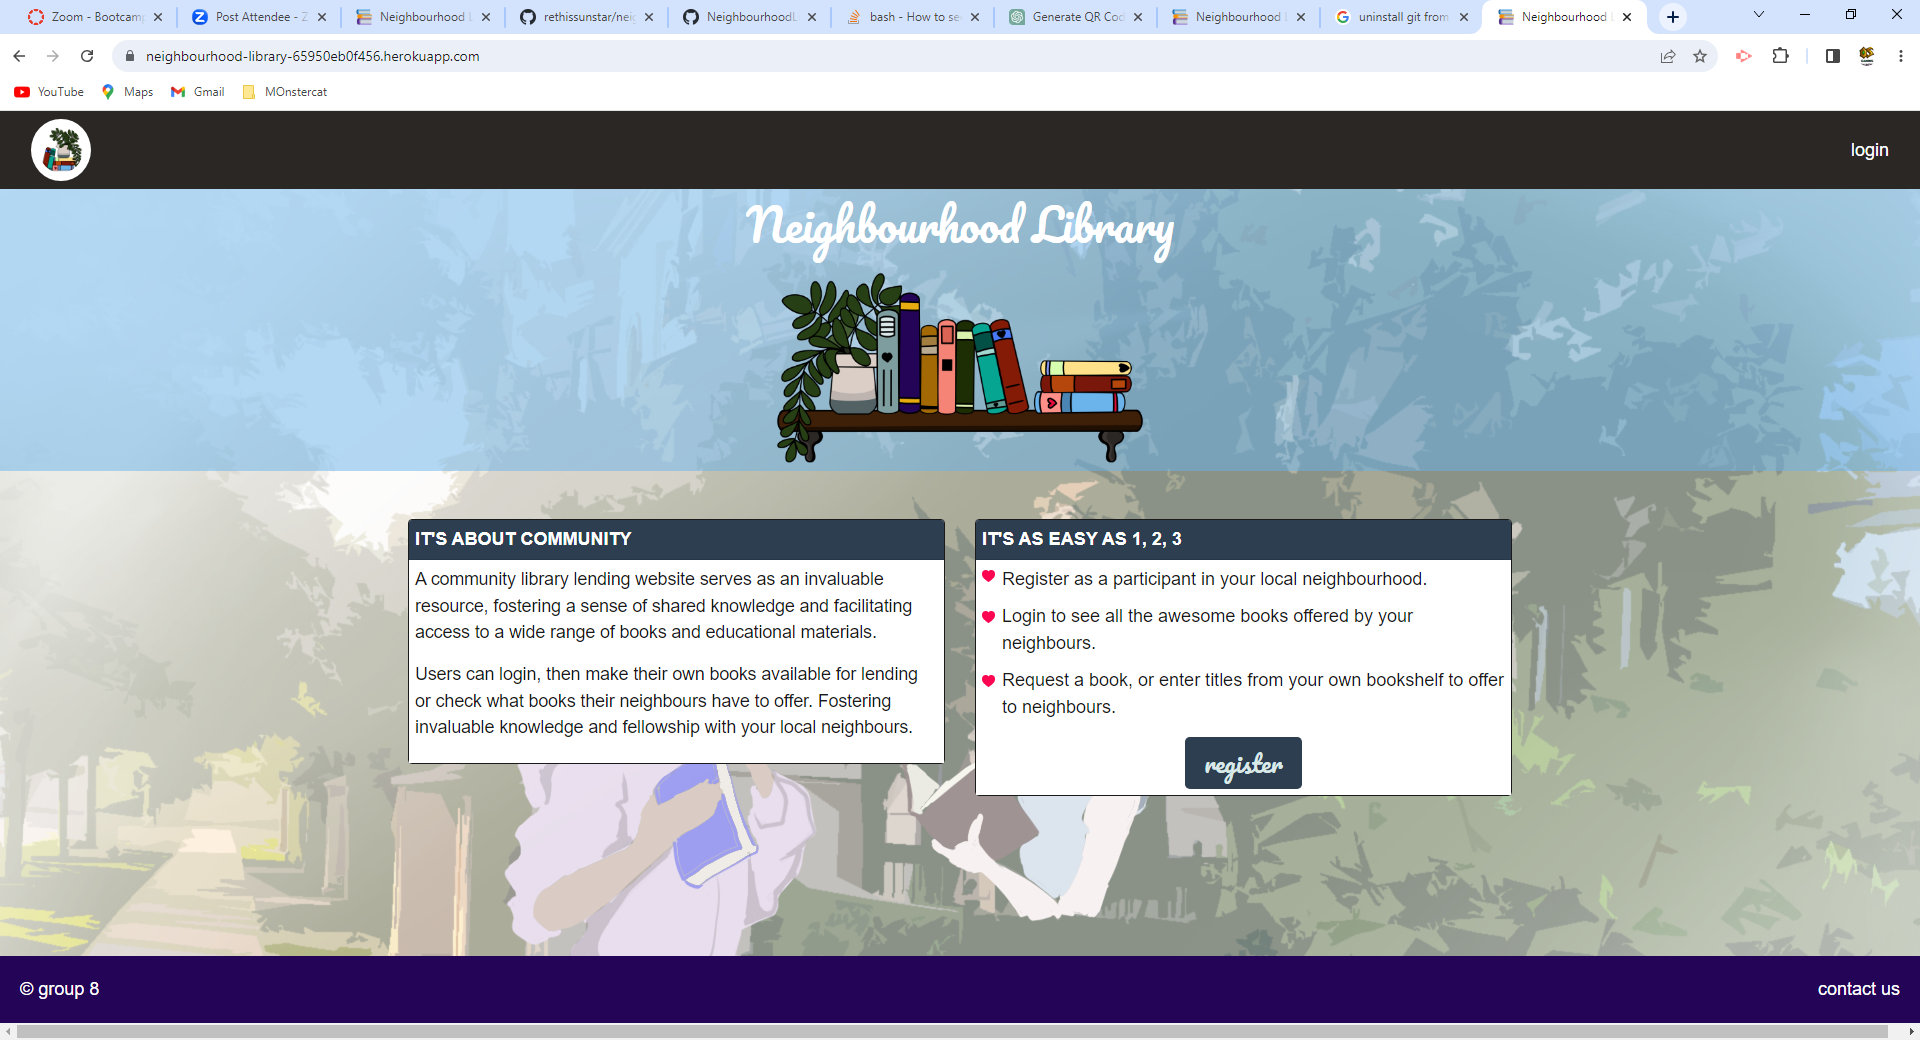 Zoom - Bootcamp
Post Attendee - Z
Neighbourhood L
rethissunstar/neig
NeighbourhoodL
bash - How to se
Generate QR Cod
Neighbourhood L
uninstall git from
Neighbourhood L
neighbourhood-library-65950eb0f456.herokuapp.com
YouTube
Maps
Gmail
MOnstercat
login
Neighbourhood Library
IT'S ABOUT COMMUNITY
A community library lending website serves as an invaluable
resource, fostering a sense of shared knowledge and facilitating
access to a wide range of books and educational materials.
Users can login, then make their own books available for lending
or check what books their neighbours have to offer. Fostering
invaluable knowledge and fellowship with your local neighbours.
IT'S AS EASY AS 1, 2, 3
Register as a participant in your local neighbourhood.
Login to see all the awesome books offered by your
neighbours.
Request a book, or enter titles from your own bookshelf to offer
to neighbours.
register
© group 8
contact us